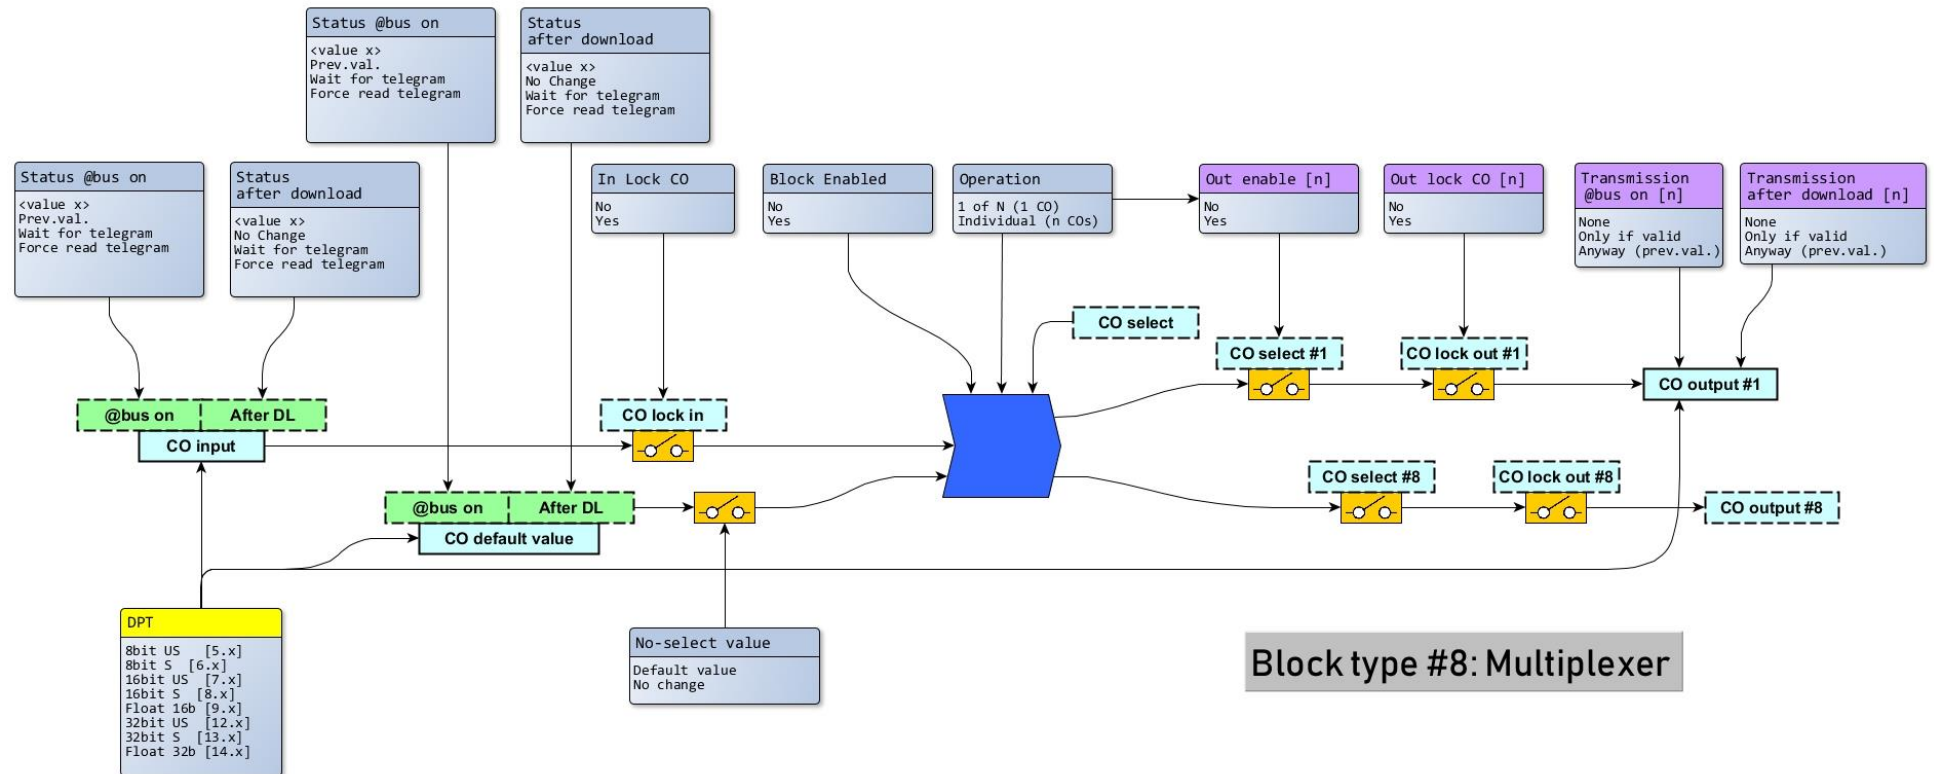 Status @bus on
<value x>
Prev.val.
Wait for telegram
Force read telegram
Status
after download
<value x>
No Change
Wait for telegram
Force read telegram
Status @bus on
<value x>
Prev.val.
Wait for telegram
Force read telegram
Status
after download
<value x>
No Change
Wait for telegram
Force read telegram
In Lock CO
No
Yes
Block Enabled
No
Yes
Operation
1 of N (1 CO)
Individual (n COs)
Out enable [n]
No
Yes
Out lock CO [n]
No
Yes
Transmission
@bus on [n]
None
Only if valid
Anyway (prev.val.)
Transmission
after download [n]
None
Only if valid
Anyway (prev.val.)
CO select
CO select #1
CO lock out #1
CO output #1
@bus on
After DL
CO input
CO lock in
CO select #8
CO lock out #8
CO output #8
@bus on
After DL
CO default value
DPT
8bit US [5.x]
8bit S [6.x]
16bit US [7.x]
16bit S [8.x]
Float 16b [9.x]
32bit US [12.x]
32bit S [13.x]
Float 32b [14.x]
No-select value
Default value
No change
Block type #8: Multiplexer